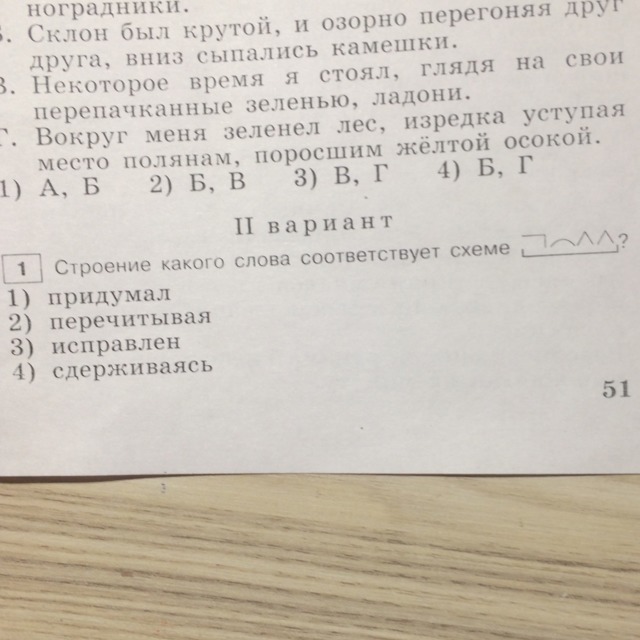 ноградники.
Б. Склон был крутой, и озорно перегоняя друг
друга, вниз сыпались камешки.
В. Некоторое время я стоял, глядя на свои
перепачканные зеленью, ладони.
Г. Вокруг меня зеленел лес, изредка уступая
место полянам, поросшим жёлтой осокой.
1) А, Б 2) Б, В 3) В, Г 4) Б, Г
II вариант
1 Строение какого слова соответствует схеме ?
1) придумал
2) перечитывая
3) исправлен
4) сдерживаясь
51